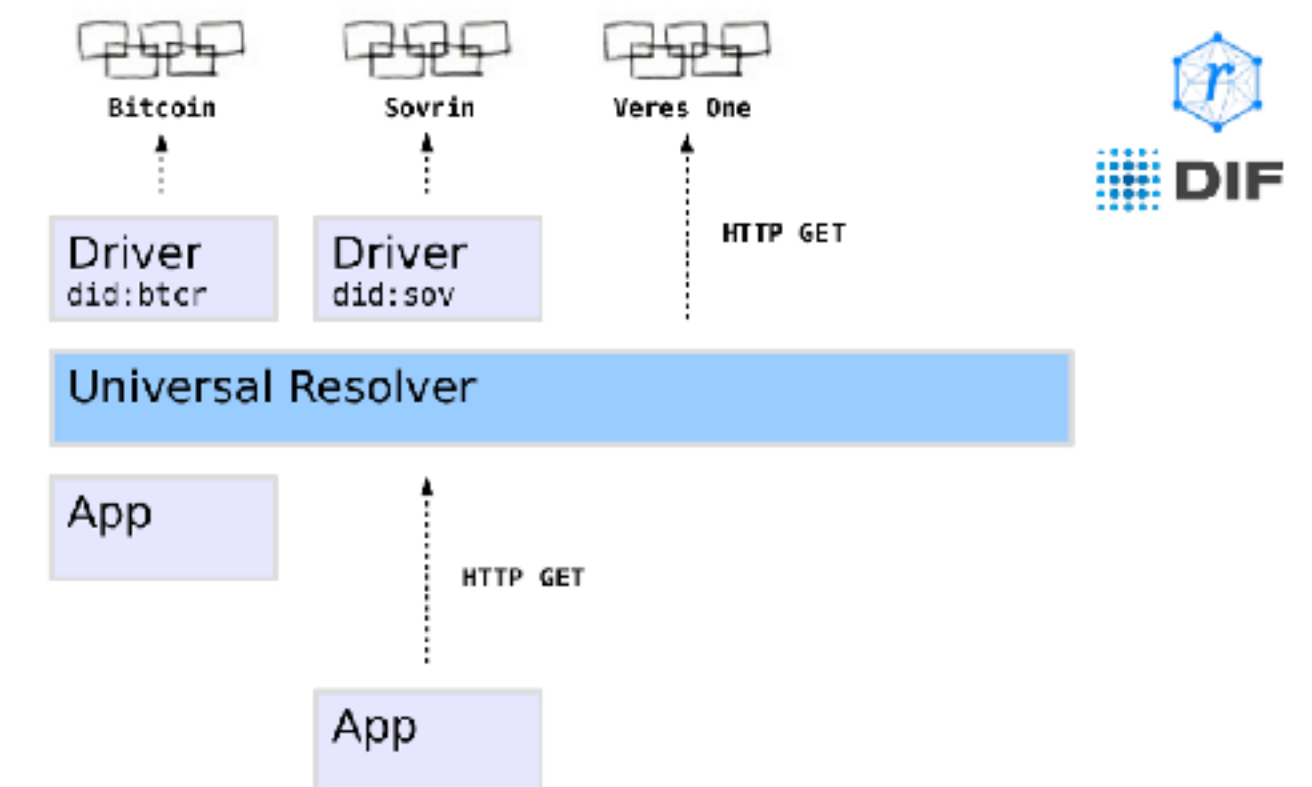 Bitcoin
Sovrin
Veres One
r
DIF
HTTP GET
Driver
did:btcr
Driver
did:sov
Universal Resolver
App
HTTP GET
App